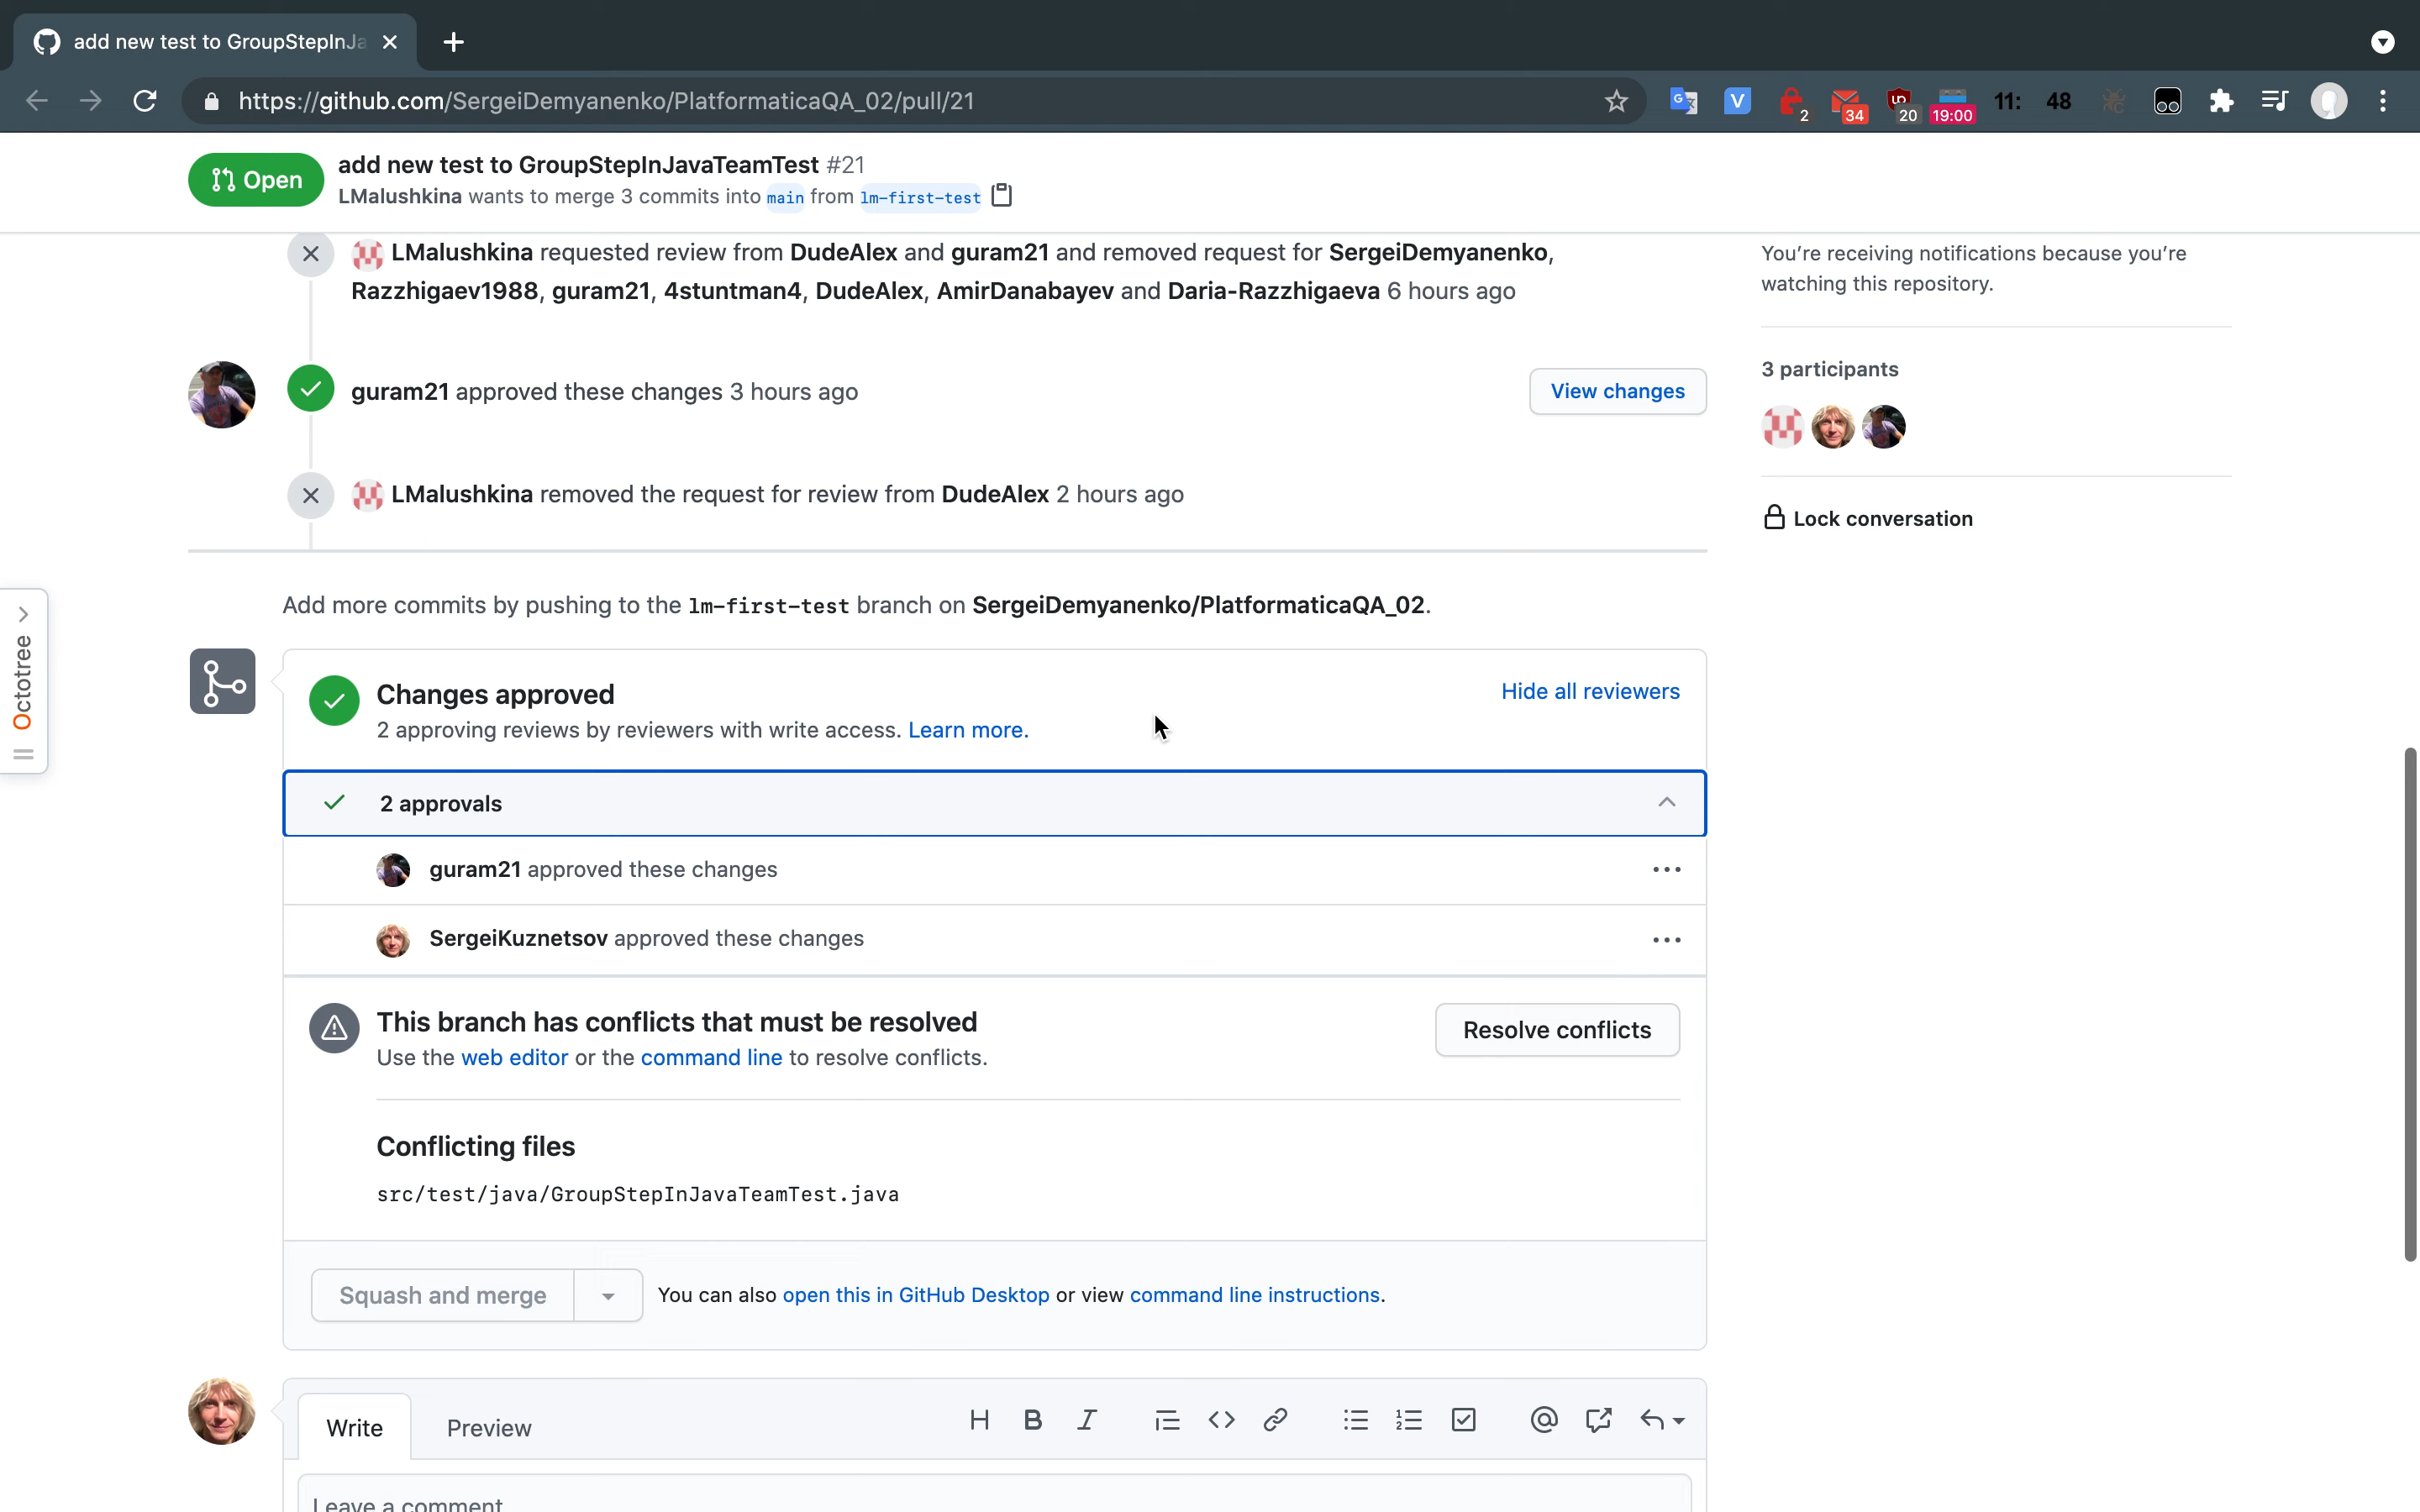 add new test to GroupStepInJa
https://github.com/SergeiDemyanenko/PlatformaticaQA_02/pull/21
2
34
20
19:00
11:
48
Open
add new test to GroupStepInJavaTeamTest #21
LMalushkina wants to merge 3 commits into main from lm-first-test
LMalushkina requested review from DudeAlex and guram21 and removed request for SergeiDemyanenko,
Razzhigaev1988, guram21, 4stuntman4, DudeAlex, AmirDanabayev and Daria-Razzhigaeva 6 hours ago
You're receiving notifications because you're
watching this repository.
3 participants
guram21 approved these changes 3 hours ago
View changes
LMalushkina removed the request for review from DudeAlex 2 hours ago
Lock conversation
Add more commits by pushing to the lm-first-test branch on SergeiDemyanenko/PlatformaticaQA_02.
Octotree
Changes approved
Hide all reviewers
2 approving reviews by reviewers with write access. Learn more.
2 approvals
guram21 approved these changes
SergeiKuznetsov approved these changes
This branch has conflicts that must be resolved
Resolve conflicts
Use the web editor or the command line to resolve conflicts.
Conflicting files
src/test/java/GroupStepInJavaTeamTest.java
Squash and merge
You can also open this in GitHub Desktop or view command line instructions.
Write
Preview
Leave a comment